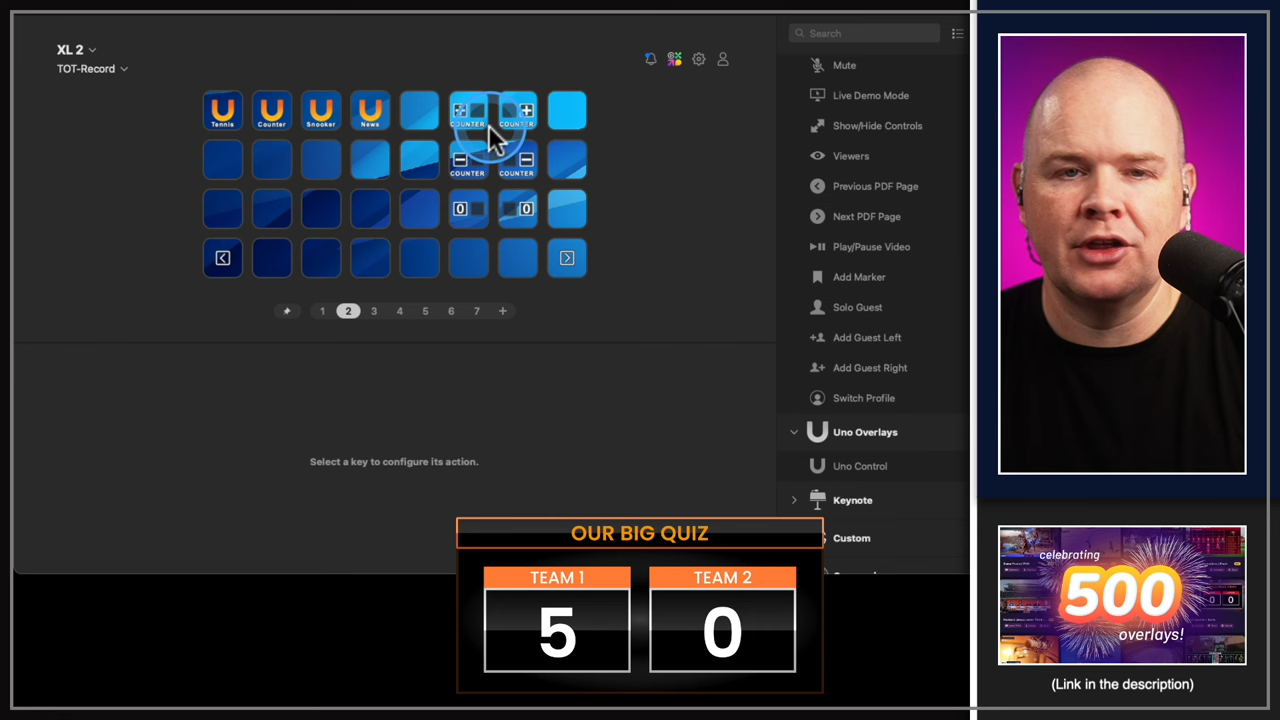 XL 2
TOT-Record
Tennis
Counter
Snooker
News
COUNTER
COUNTER
COUNTER
COUNTER
0
0
1 2 3 4 5 6 7 +
Select a key to configure its action.
Search
Mute
Live Demo Mode
Show/Hide Controls
Viewers
Previous PDF Page
Next PDF Page
Play/Pause Video
Add Marker
Solo Guest
Add Guest Left
Add Guest Right
Switch Profile
Uno Overlays
Uno Control
Keynote
Custom
OUR BIG QUIZ
TEAM 1
TEAM 2
5
0
celebrating
500
overlays!
(Link in the description)